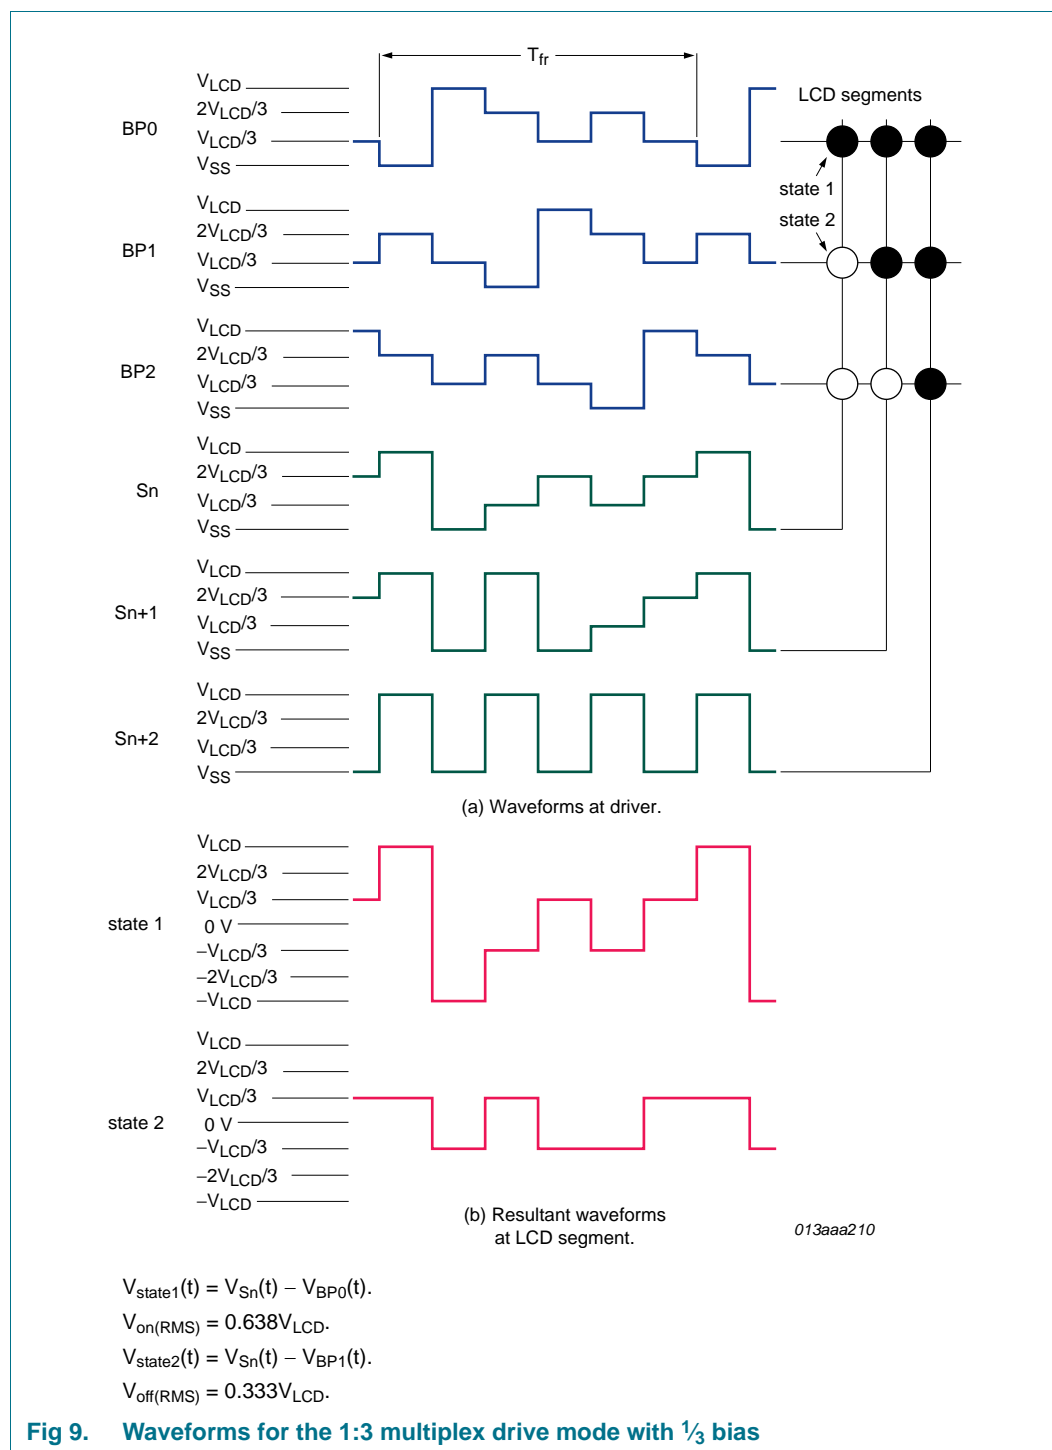 Tfr
LCD segments
BP0
VLCD
2VLCD/3
VLCD/3
VSS
state 1
state 2
BP1
VLCD
2VLCD/3
VLCD/3
VSS
BP2
VLCD
2VLCD/3
VLCD/3
VSS
Sn
VLCD
2VLCD/3
VLCD/3
VSS
Sn+1
VLCD
2VLCD/3
VLCD/3
VSS
Sn+2
VLCD
2VLCD/3
VLCD/3
VSS
(a) Waveforms at driver.
state 1
VLCD
2VLCD/3
VLCD/3
0 V
−VLCD/3
−2VLCD/3
−VLCD
state 2
VLCD
2VLCD/3
VLCD/3
0 V
−VLCD/3
−2VLCD/3
−VLCD
(b) Resultant waveforms
at LCD segment.
013aaa210
Vstate1(t) = VSn(t) − VBP0(t).
Von(RMS) = 0.638VLCD.
Vstate2(t) = VSn(t) − VBP1(t).
Voff(RMS) = 0.333VLCD.
Fig 9. Waveforms for the 1:3 multiplex drive mode with 1⁄3 bias